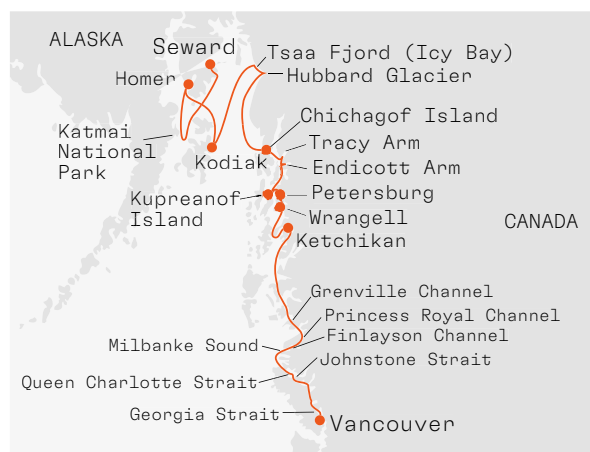 ALASKA
Seward
Tsaa Fjord (Icy Bay)
Homer
Hubbard Glacier
Chichagof Island
Katmai
National
Park
Tracy Arm
Kodiak
Endicott Arm
Kupreanof
Island
Petersburg
Wrangell
CANADA
Ketchikan
Grenville Channel
Princess Royal Channel
Finlayson Channel
Milbanke Sound
Johnstone Strait
Queen Charlotte Strait
Georgia Strait
Vancouver